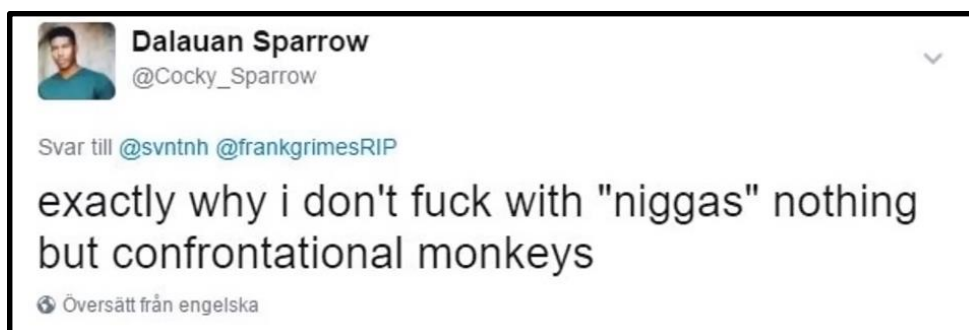 Dalauan Sparrow
@Cocky_Sparrow
Svar till @svntnh @frankgrimesRIP
exactly why i don't fuck with "niggas" nothing
but confrontational monkeys
Översätt från engelska